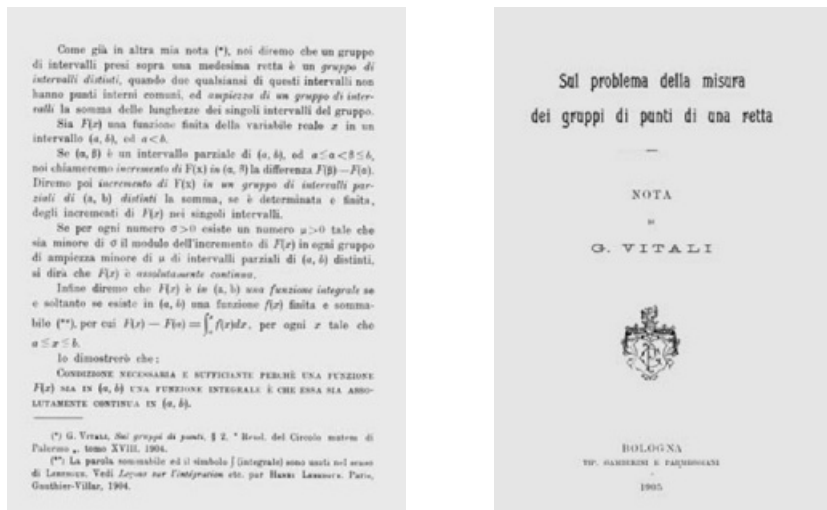 Come già in altra mia nota (*), noi diremo che un gruppo
di intervalli presi sopra una medesima retta è un gruppo di
intervalli distinti, quando due qualsiansi di questi intervalli non
hanno punti interni comuni, ed ampiezza di un gruppo di inter-
valli la somma delle lunghezze dei singoli intervalli del gruppo.
Sia F(x) una funzione finita della variabile reale x in un
intervallo (a, b), ed a < b.
Se (α, β) è un intervallo parziale di (a, b), ed a ≤ α < β ≤ b,
noi chiameremo incremento di F(x) in (α, β) la differenza F(β) — F(α).
Diremo poi incremento di F(x) in un gruppo di intervalli par-
ziali di (a, b) distinti la somma, se è determinata e finita,
degli incrementi di F(x) nei singoli intervalli.
Se per ogni numero σ > 0 esiste un numero μ > 0 tale che
sia minore di σ il modulo dell'incremento di F(x) in ogni gruppo
di ampiezza minore di μ di intervalli parziali di (a, b) distinti,
si dirà che F(x) è assolutamente continua.
Infine diremo che F(x) è in (a, b) una funzione integrale se
e soltanto se esiste in (a, b) una funzione f(x) finita e somma-
bile (**), per cui F(x) — F(a) = ∫ₐˣ f(x)dx, per ogni x tale che
a ≤ x ≤ b.
Io dimostrerò che:
CONDIZIONE NECESSARIA E SUFFICIENTE PERCHÈ UNA FUNZIONE
F(x) SIA IN (a, b) UNA FUNZIONE INTEGRALE È CHE ESSA SIA ASSO-
LUTAMENTE CONTINUA IN (a, b).
(*) G. VITALI, Sui gruppi di punti, § 2. " Rend. del Circolo matem di
Palermo „, tomo XVIII, 1904.
(**) La parola sommabile ed il simbolo ∫ (integrale) sono usati nel senso
di LEBESGUE. Vedi Leçons sur l'intégration etc. par HENRI LEBESGUE. Paris,
Gauthier-Villar, 1904.
Sul problema della misura
dei gruppi di punti di una retta
NOTA
DI
G. VITALI
BOLOGNA
TIP. GAMBERINI E PARMEGGIANI
1905